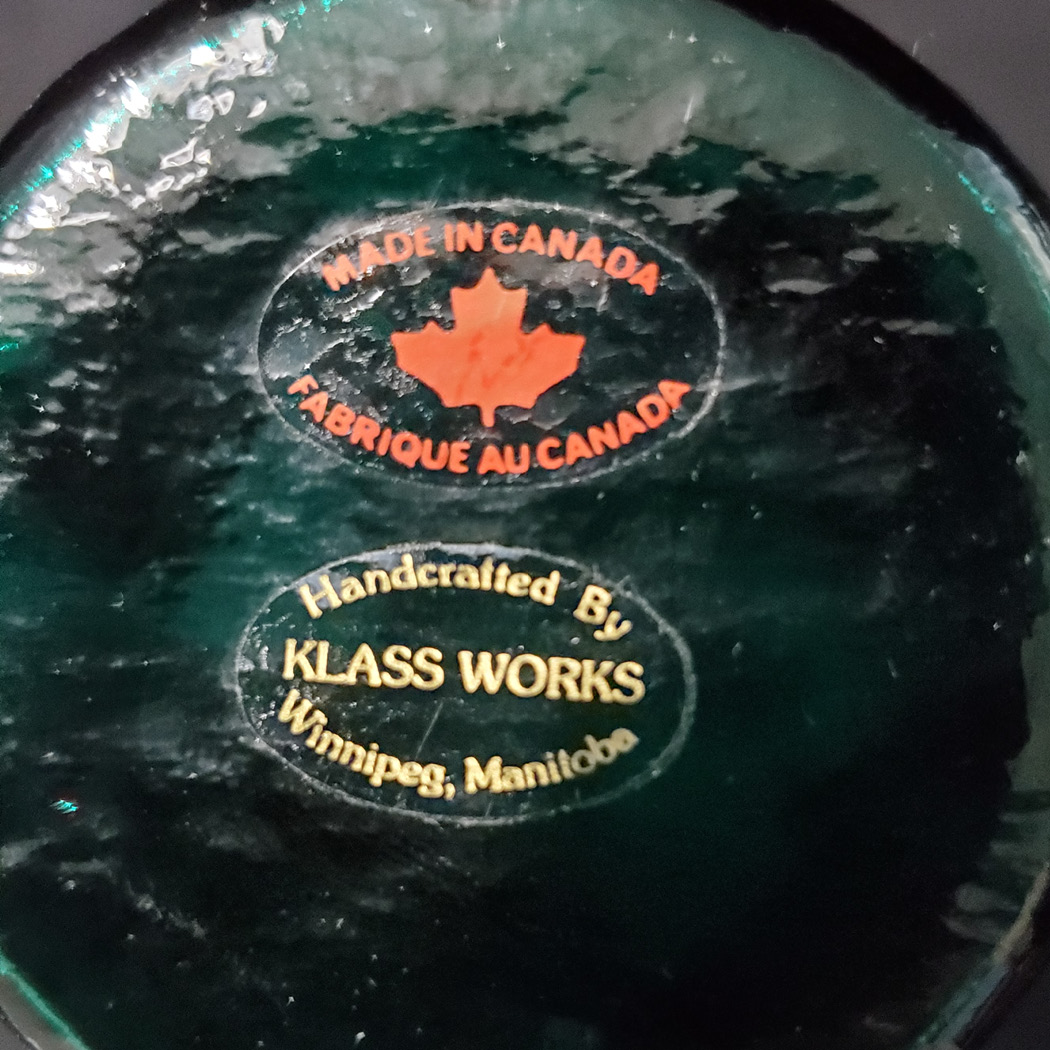 MADE IN CANADA
FABRIQUE AU CANADA
Handcrafted By
KLASS WORKS
Winnipeg, Manitoba